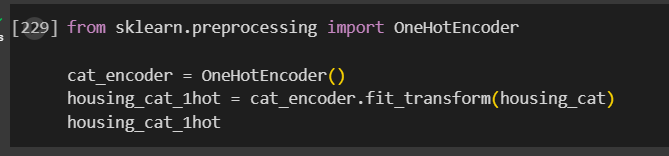 [229] from sklearn.preprocessing import OneHotEncoder
cat_encoder = OneHotEncoder()
housing_cat_1hot = cat_encoder.fit_transform(housing_cat)
housing_cat_1hot